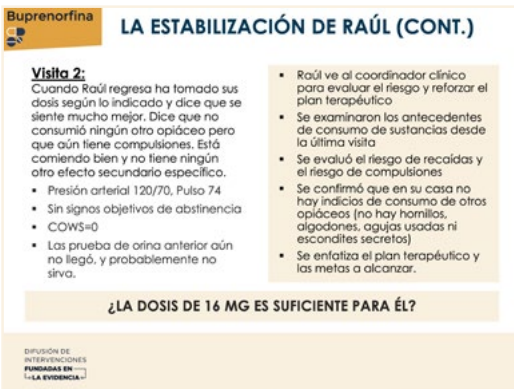 Buprenorfina
LA ESTABILIZACIÓN DE RAÚL (CONT.)
Visita 2:
Cuando Raúl regresa ha tomado sus
dosis según lo indicado y dice que se
siente mucho mejor. Dice que no
consumió ningún otro opiáceo pero
que aún tiene compulsiones. Está
comiendo bien y no tiene ningún
otro efecto secundario específico.
▪ Presión arterial 120/70, Pulso 74
▪ Sin signos objetivos de abstinencia
▪ COWS=0
▪ Las prueba de orina anterior aún
no llegó, y probablemente no
sirva.
▪ Raúl ve al coordinador clínico
para evaluar el riesgo y reforzar el
plan terapéutico
▪ Se examinaron los antecedentes
de consumo de sustancias desde
la última visita
▪ Se evaluó el riesgo de recaídas y
el riesgo de compulsiones
▪ Se confirmó que en su casa no
hay indicios de consumo de otros
opiáceos (no hay hornillos,
algodones, agujas usadas ni
escondites secretos)
▪ Se enfatiza el plan terapéutico y
las metas a alcanzar.
¿LA DOSIS DE 16 MG ES SUFICIENTE PARA ÉL?
DIFUSIÓN DE
INTERVENCIONES
FUNDADAS EN
LA EVIDENCIA